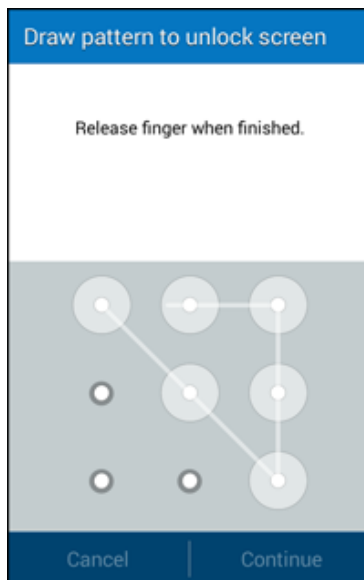 Draw pattern to unlock screen
Release finger when finished.
Cancel
Continue